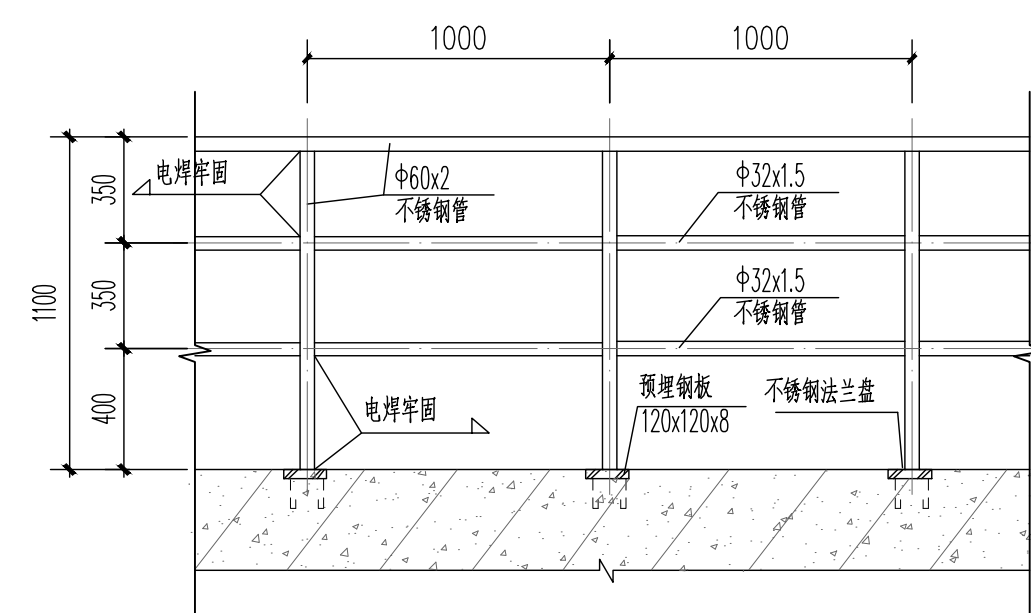 1000
1000
电焊牢固
350
Φ60x2
不锈钢管
Φ32x1.5
不锈钢管
1100
350
Φ32x1.5
不锈钢管
400
电焊牢固
预埋钢板
120x120x8
不锈钢法兰盘